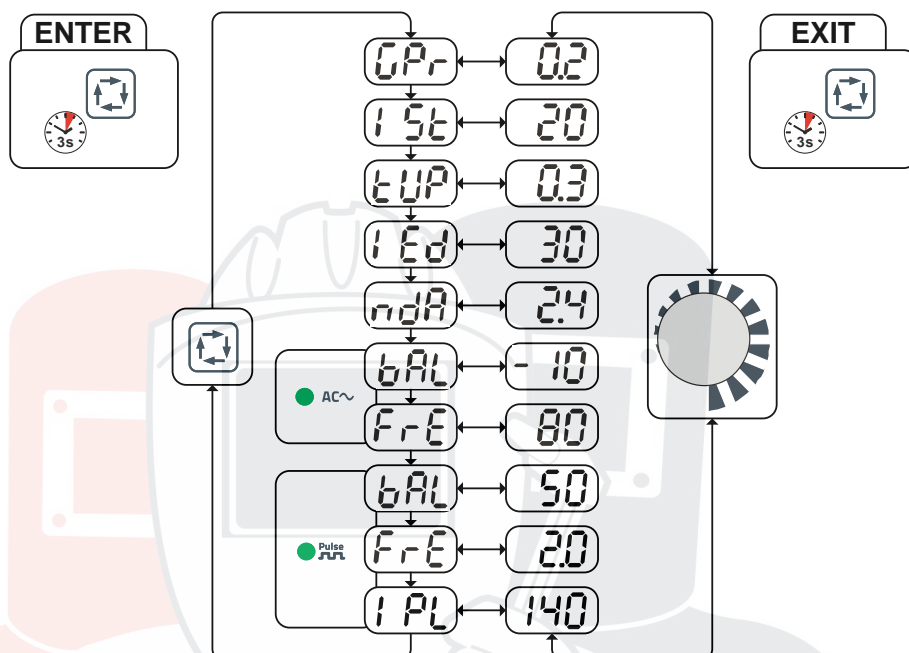 ENTER
3s
EXIT
3s
GPr 0.2
I St 20
tUP 0.3
I Ed 30
ndA 2.4
bAL - 10
AC~
FrE 80
bAL 50
Pulse
FrE 2.0
I PL 140